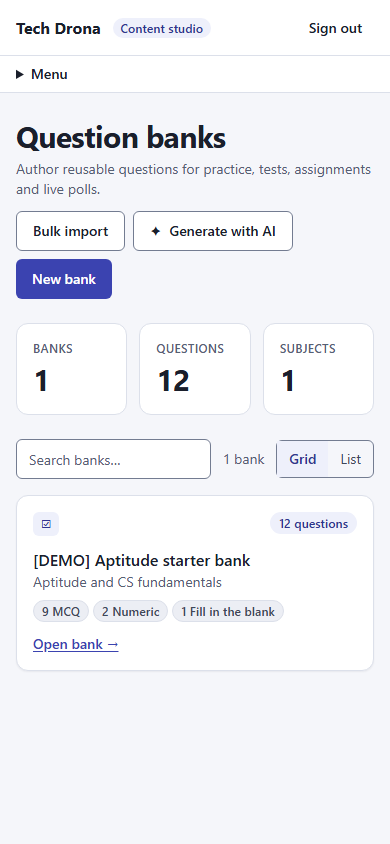 Tech Drona
Content studio
Sign out
Menu
Question banks
Author reusable questions for practice, tests, assignments
and live polls.
Bulk import
Generate with AI
New bank
BANKS
QUESTIONS
SUBJECTS
1
12
1
Search banks...
1 bank
Grid
List
12 questions
[DEMO] Aptitude starter bank
Aptitude and CS fundamentals
9 MCQ
2 Numeric
1 Fill in the blank
Open bank →